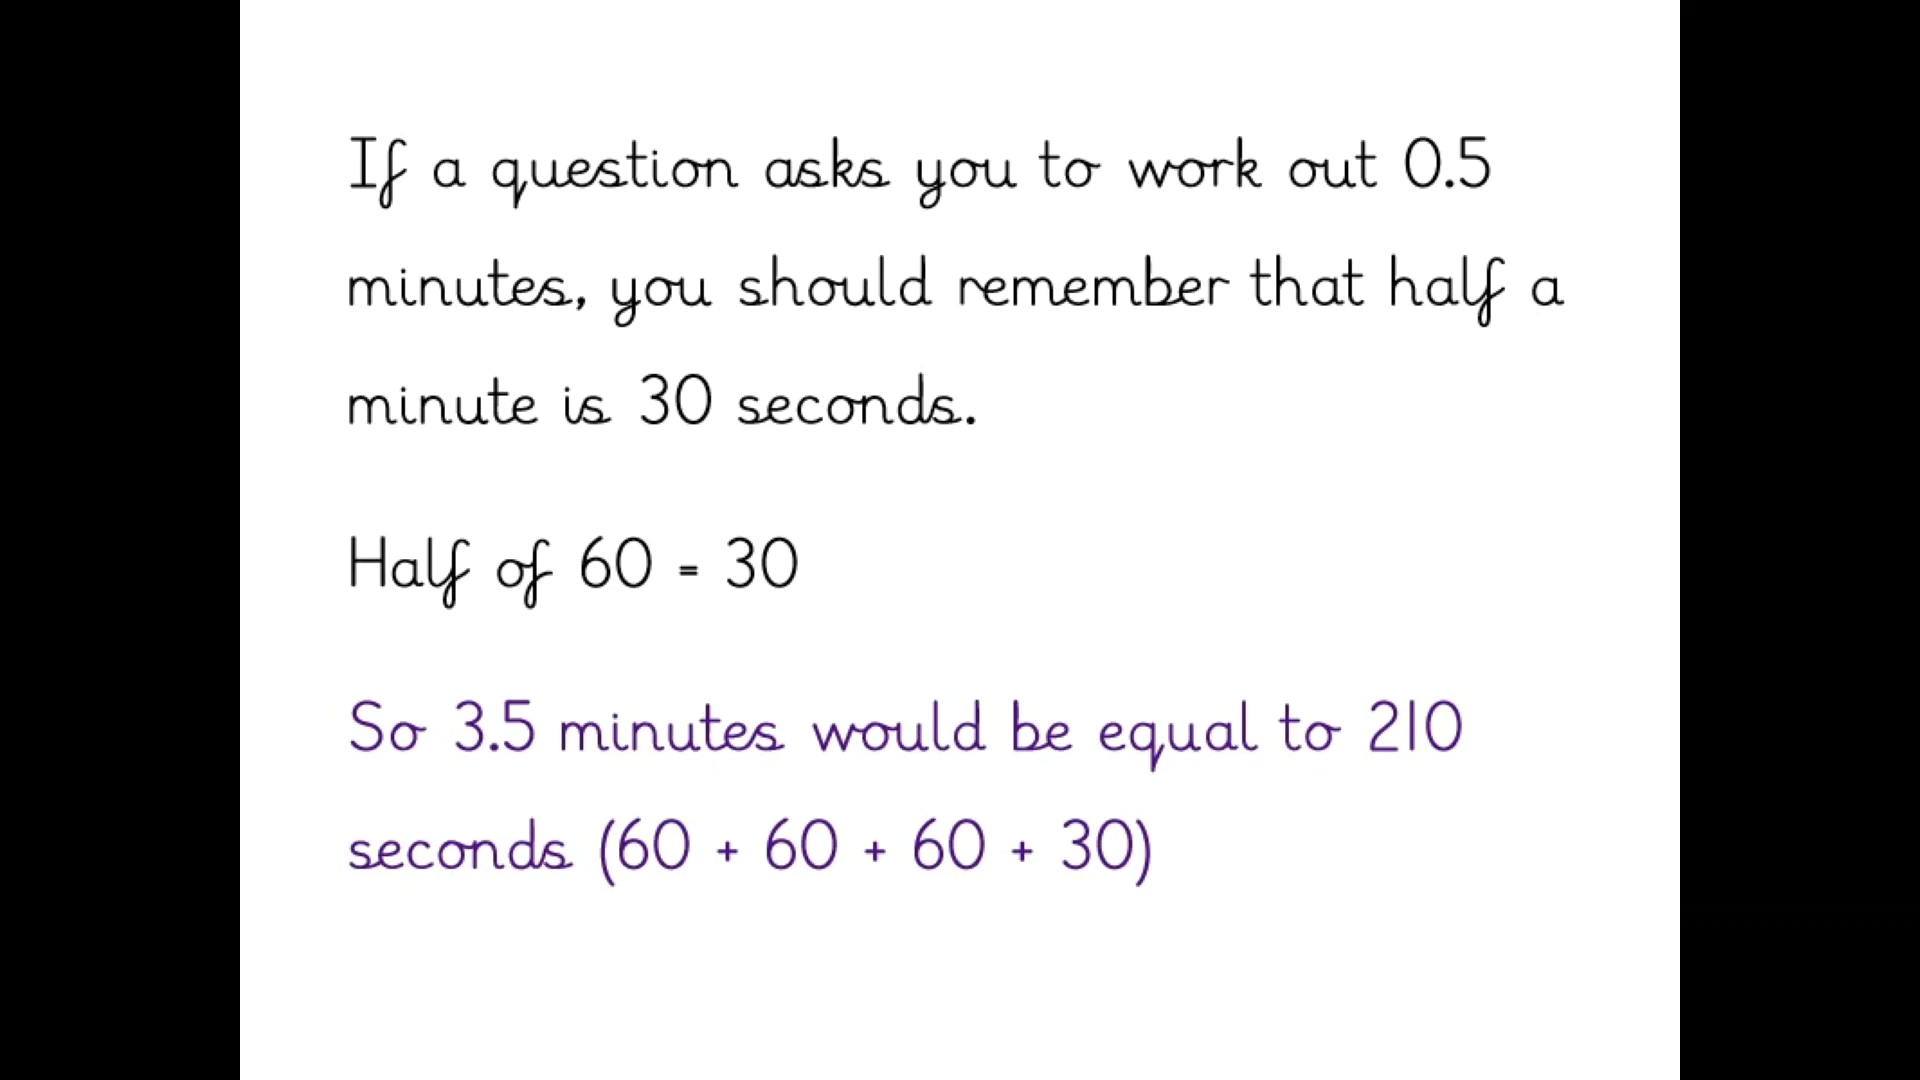 If a question asks you to work out 0.5
minutes, you should remember that half a
minute is 30 seconds.
Half of 60 = 30
So 3.5 minutes would be equal to 210
seconds (60 + 60 + 60 + 30)